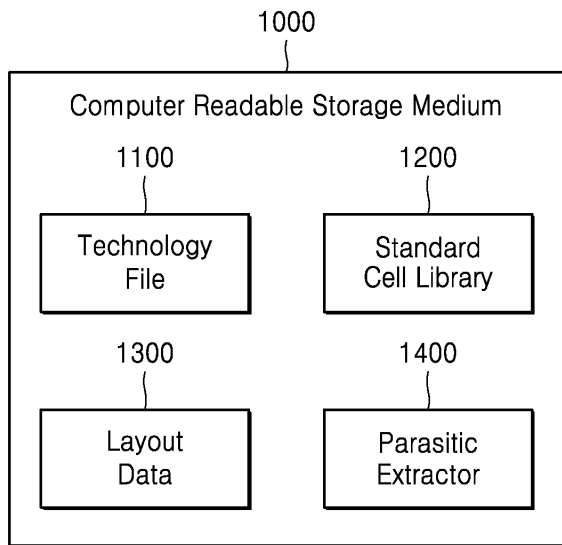 1000
Computer Readable Storage Medium
1100
1200
Technology
File
Standard
Cell Library
1300
1400
Layout
Data
Parasitic
Extractor